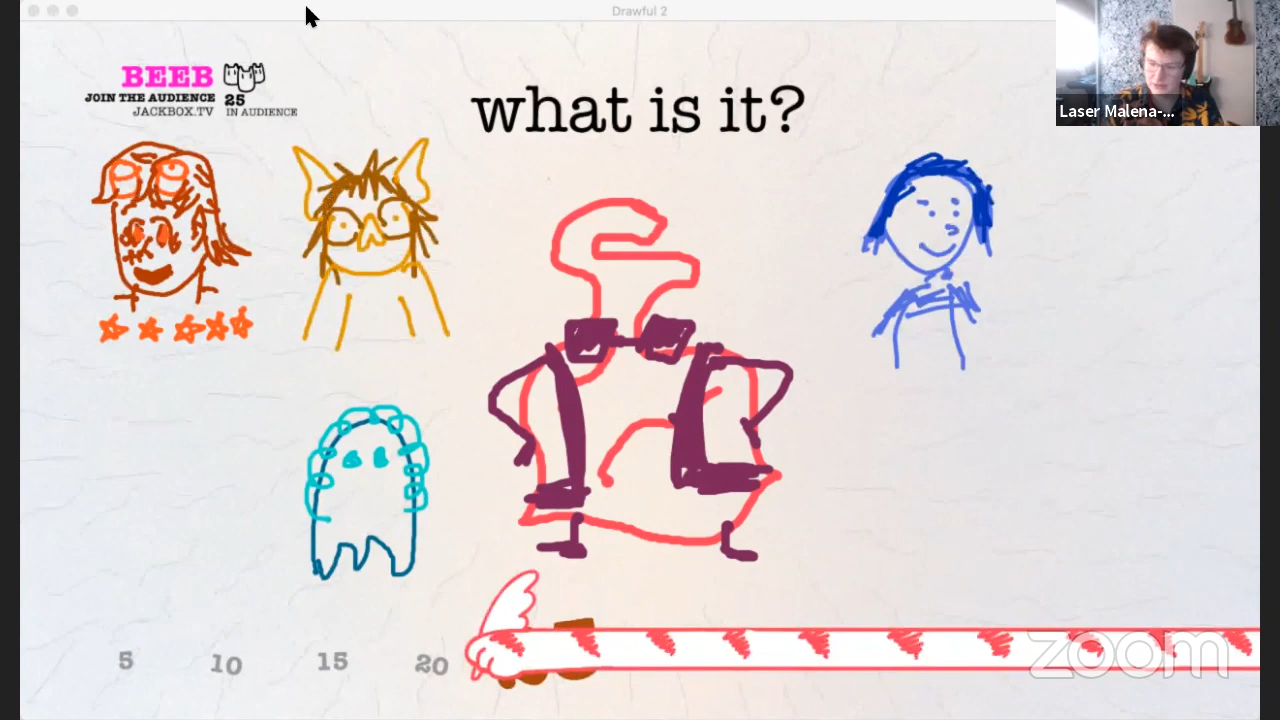 Drawful 2
BEEB
JOIN THE AUDIENCE
JACKBOX.TV
25
IN AUDIENCE
what is it?
Laser Malena-...
5 10 15 20
zoom